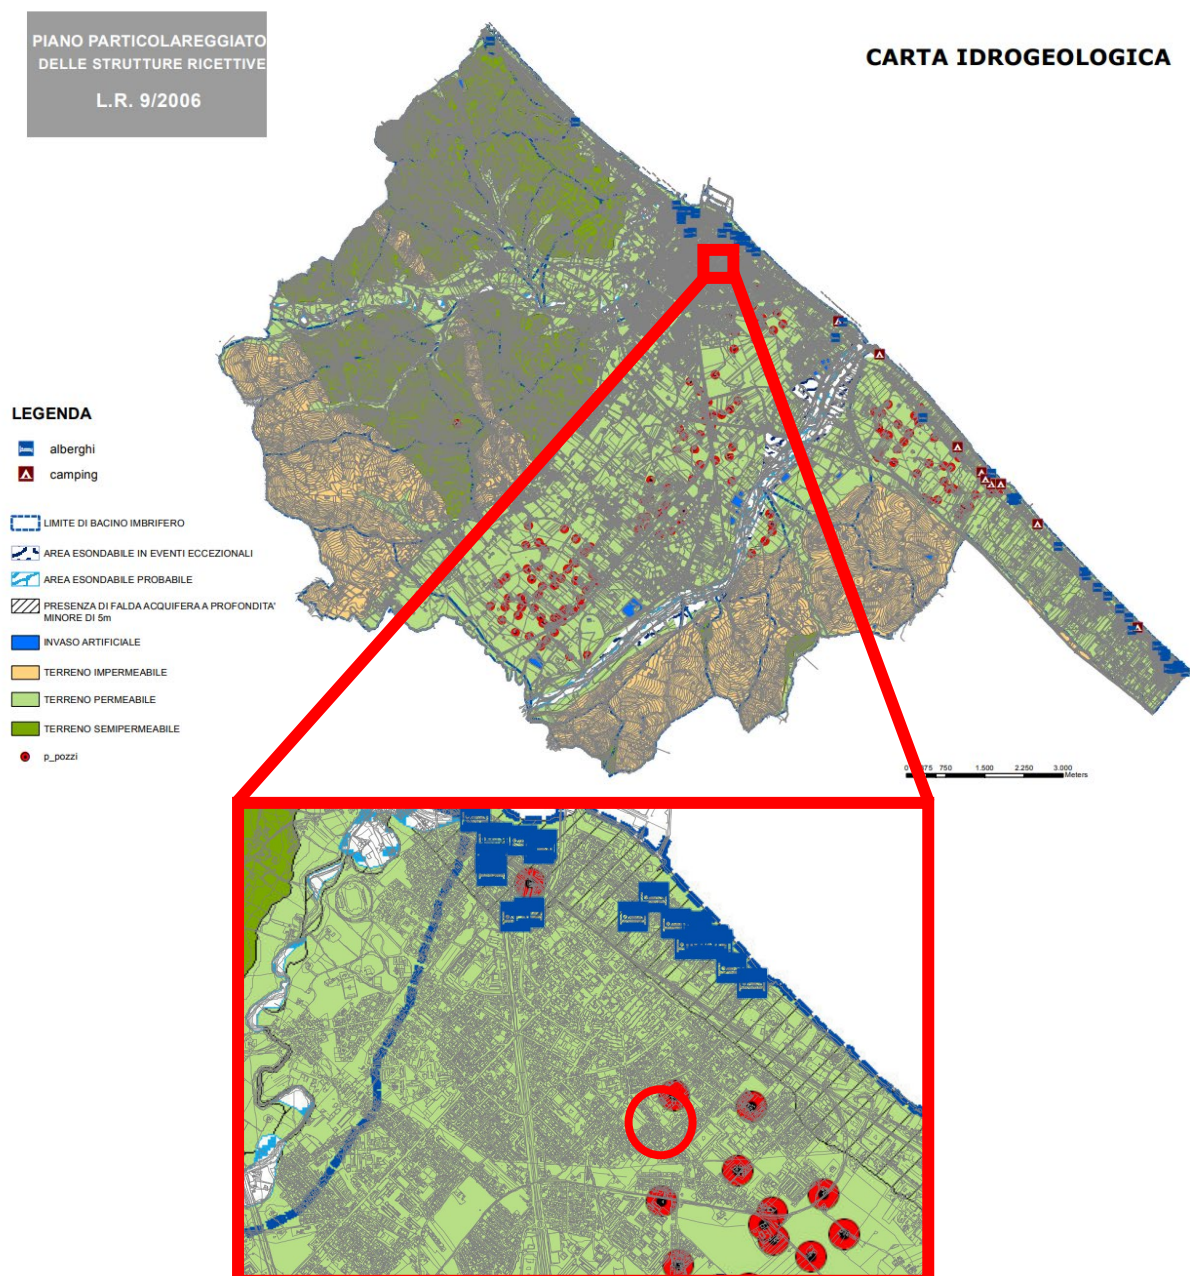 PIANO PARTICOLAREGGIATO
DELLE STRUTTURE RICETTIVE
L.R. 9/2006
CARTA IDROGEOLOGICA
LEGENDA
alberghi
camping
LIMITE DI BACINO IMBRIFERO
AREA ESONDABILE IN EVENTI ECCEZIONALI
AREA ESONDABILE PROBABILE
PRESENZA DI FALDA ACQUIFERA A PROFONDITA'
MINORE DI 5m
INVASO ARTIFICIALE
TERRENO IMPERMEABILE
TERRENO PERMEABILE
TERRENO SEMIPERMEABILE
p_pozzi
0 375 750 1.500 2.250 3.000
Meters